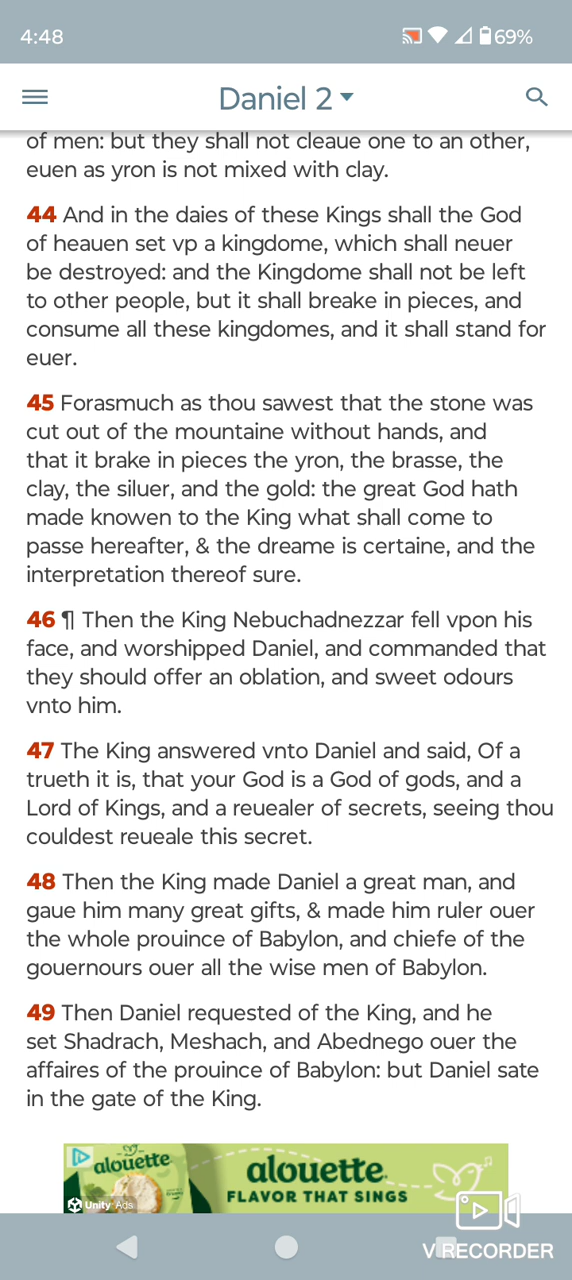 4:48
69%
Daniel 2
of men: but they shall not cleaue one to an other,
euen as yron is not mixed with clay.
44 And in the daies of these Kings shall the God
of heauen set vp a kingdome, which shall neuer
be destroyed: and the Kingdome shall not be left
to other people, but it shall breake in pieces, and
consume all these kingdomes, and it shall stand for
euer.
45 Forasmuch as thou sawest that the stone was
cut out of the mountaine without hands, and
that it brake in pieces the yron, the brasse, the
clay, the siluer, and the gold: the great God hath
made knowen to the King what shall come to
passe hereafter, & the dreame is certaine, and the
interpretation thereof sure.
46 ¶ Then the King Nebuchadnezzar fell vpon his
face, and worshipped Daniel, and commanded that
they should offer an oblation, and sweet odours
vnto him.
47 The King answered vnto Daniel and said, Of a
trueth it is, that your God is a God of gods, and a
Lord of Kings, and a reuealer of secrets, seeing thou
couldest reueale this secret.
48 Then the King made Daniel a great man, and
gaue him many great gifts, & made him ruler ouer
the whole prouince of Babylon, and chiefe of the
gouernours ouer all the wise men of Babylon.
49 Then Daniel requested of the King, and he
set Shadrach, Meshach, and Abednego ouer the
affaires of the prouince of Babylon: but Daniel sate
in the gate of the King.
alouette
alouette
FLAVOR THAT SINGS
Unity Ads
V RECORDER